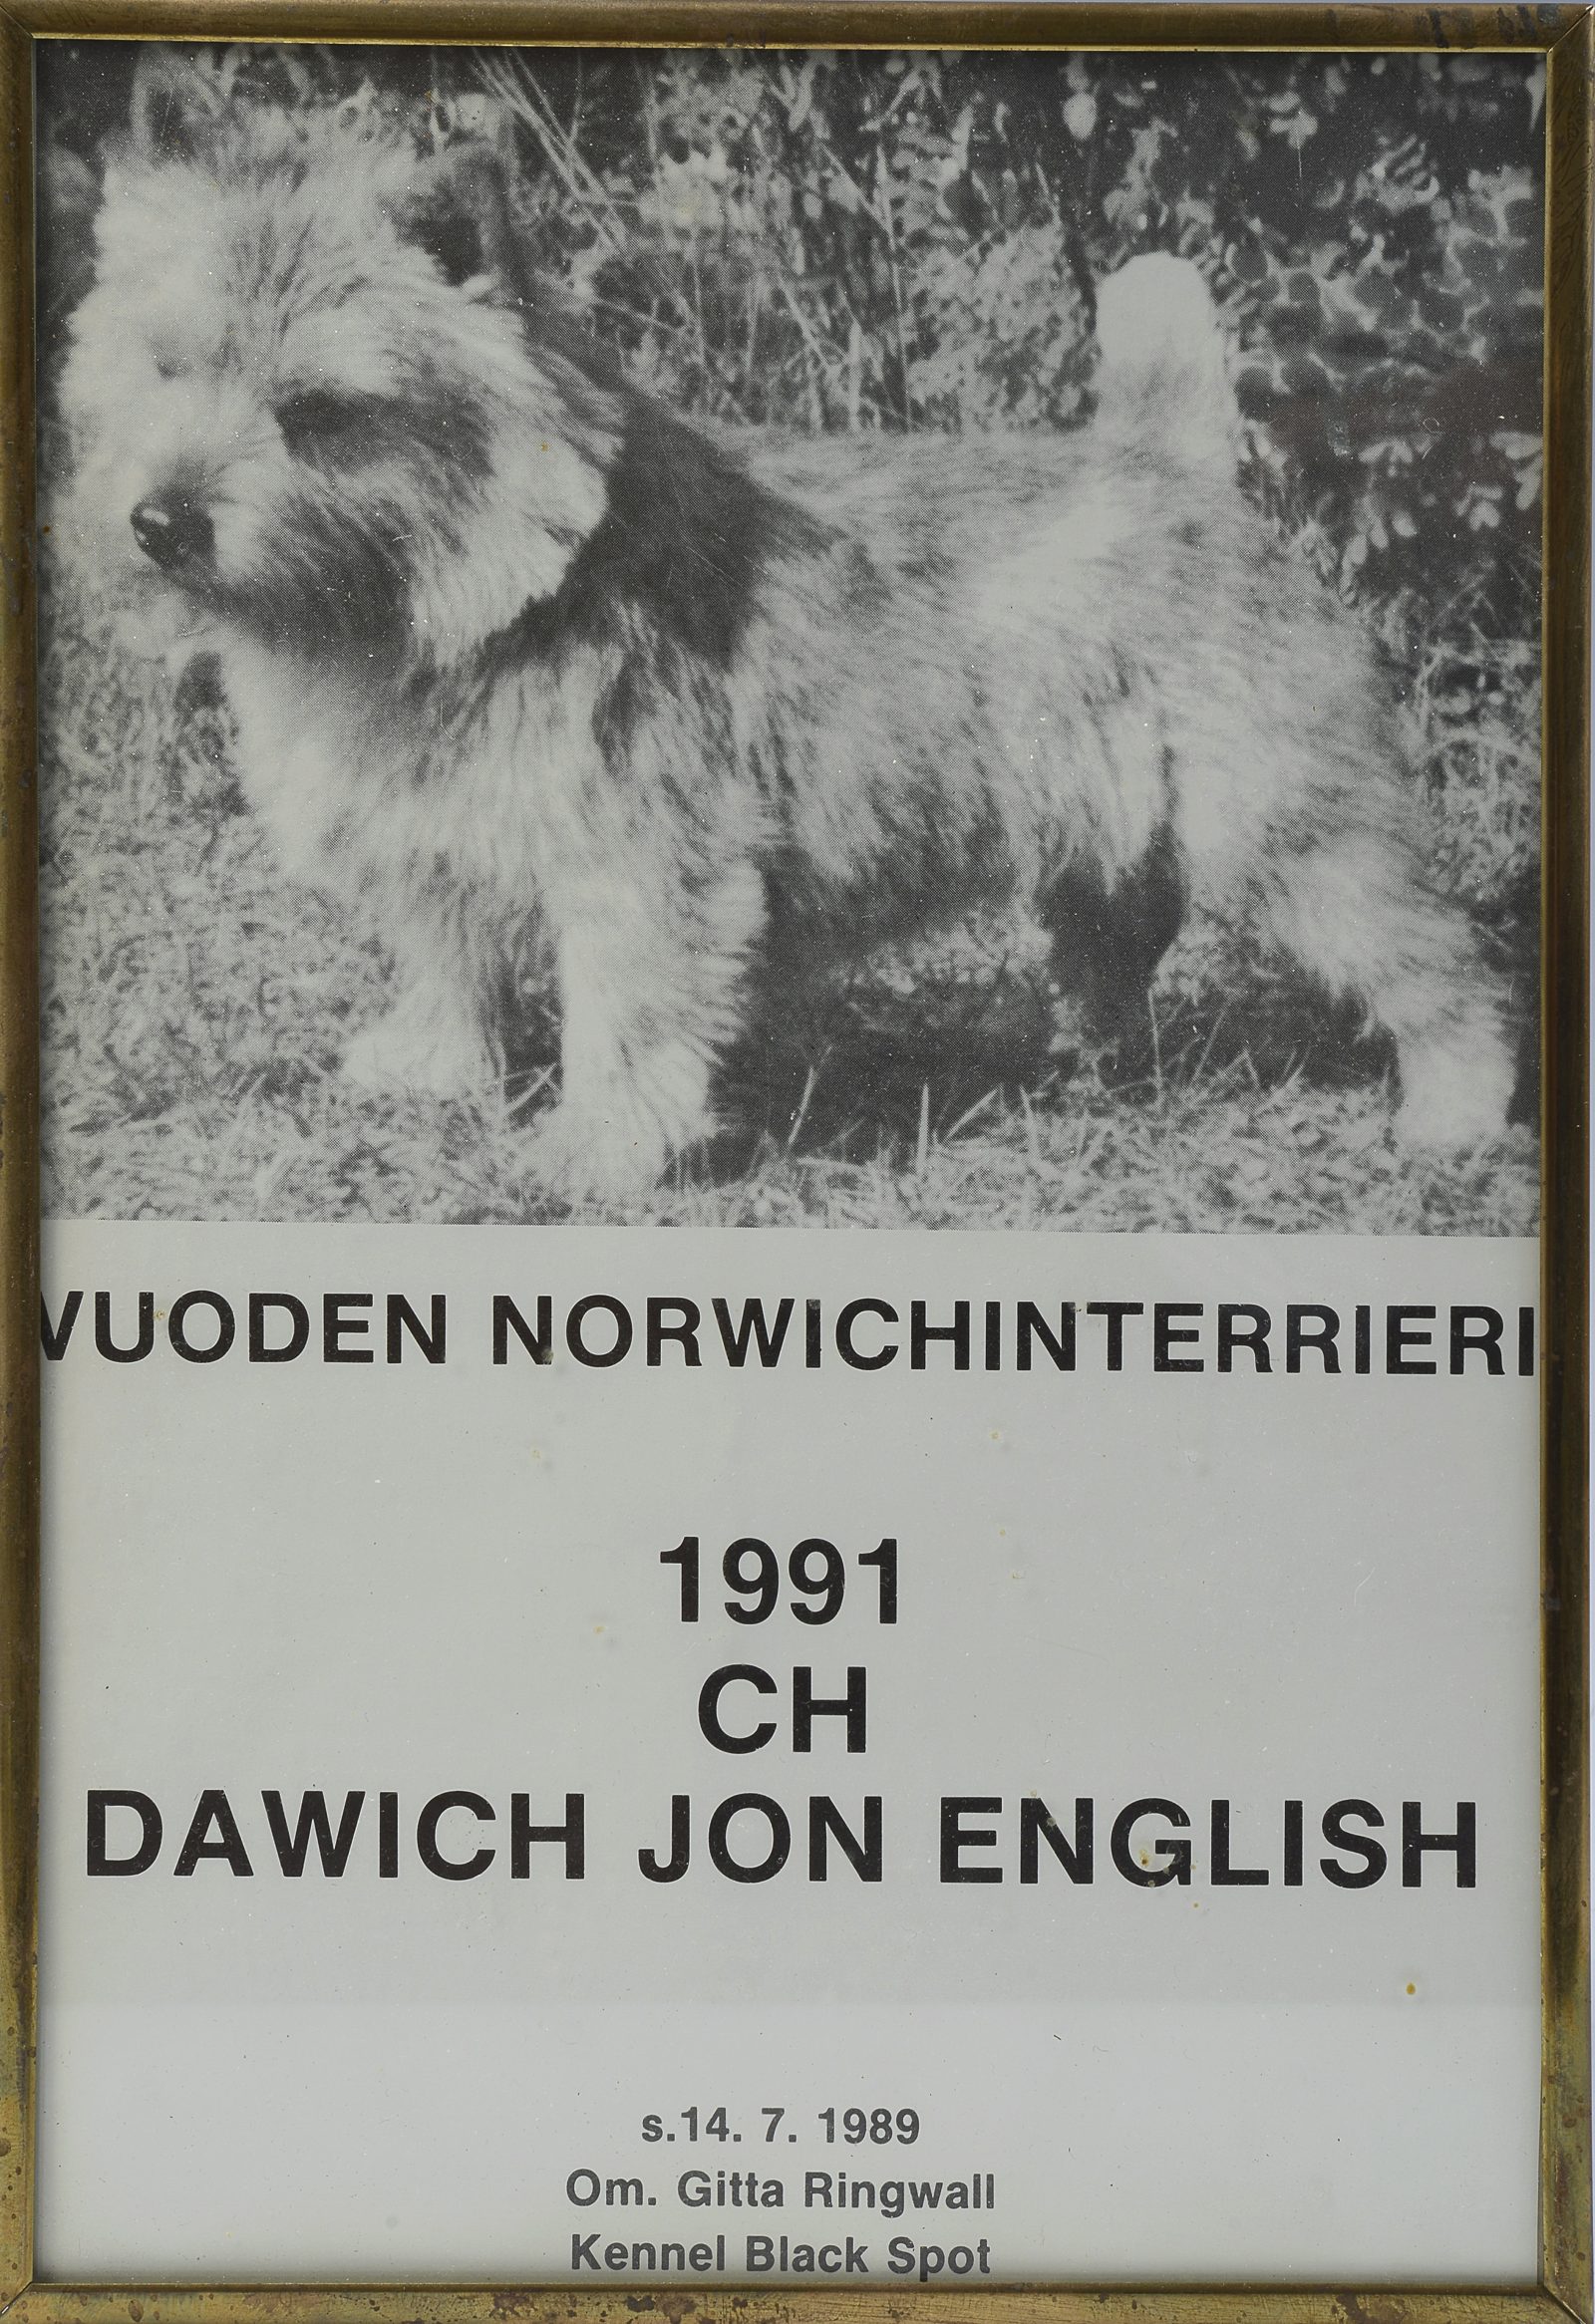 VUODEN NORWICHINTERRIERI
1991
CH
DAWICH JON ENGLISH
s.14. 7. 1989
Om. Gitta Ringwall
Kennel Black Spot